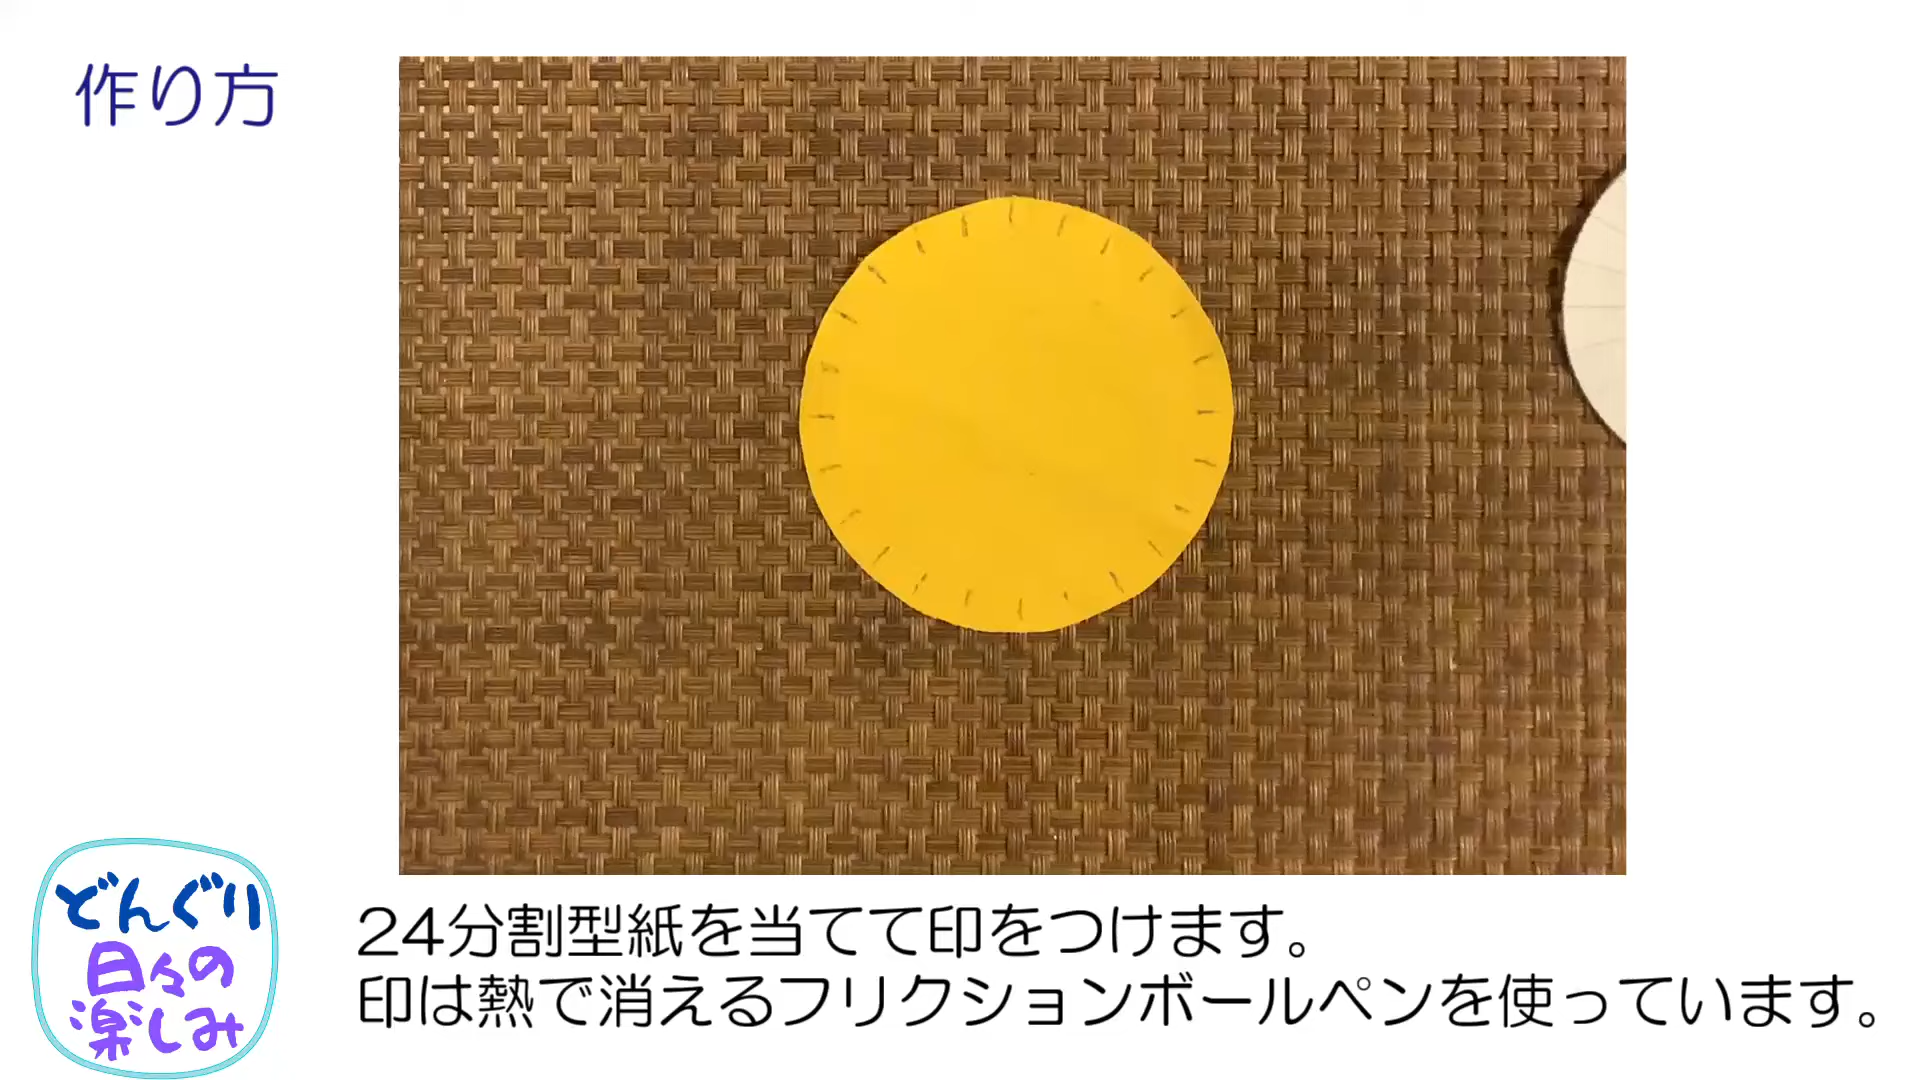 作り方
24分割型紙を当てて印をつけます。
印は熱で消えるフリクションボールペンを使っています。
どんぐり
日々の
楽しみ